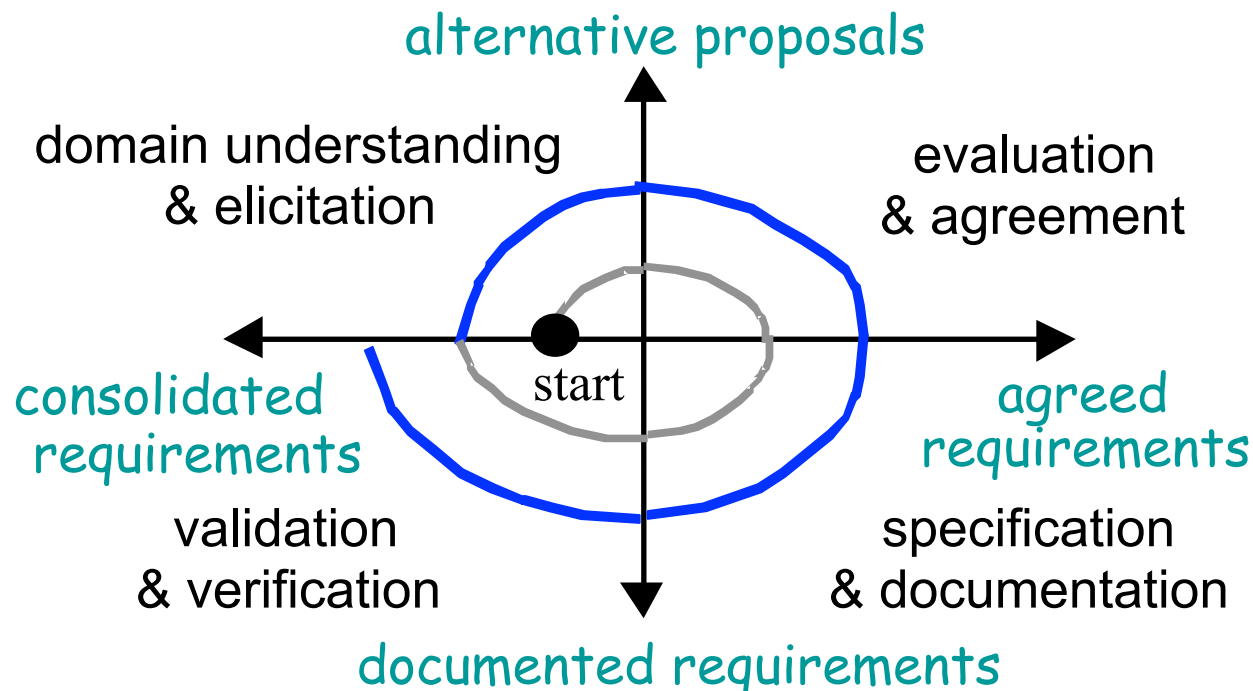 alternative proposals
domain understanding
& elicitation
evaluation
& agreement
start
consolidated
requirements
agreed
requirements
validation
& verification
specification
& documentation
documented requirements